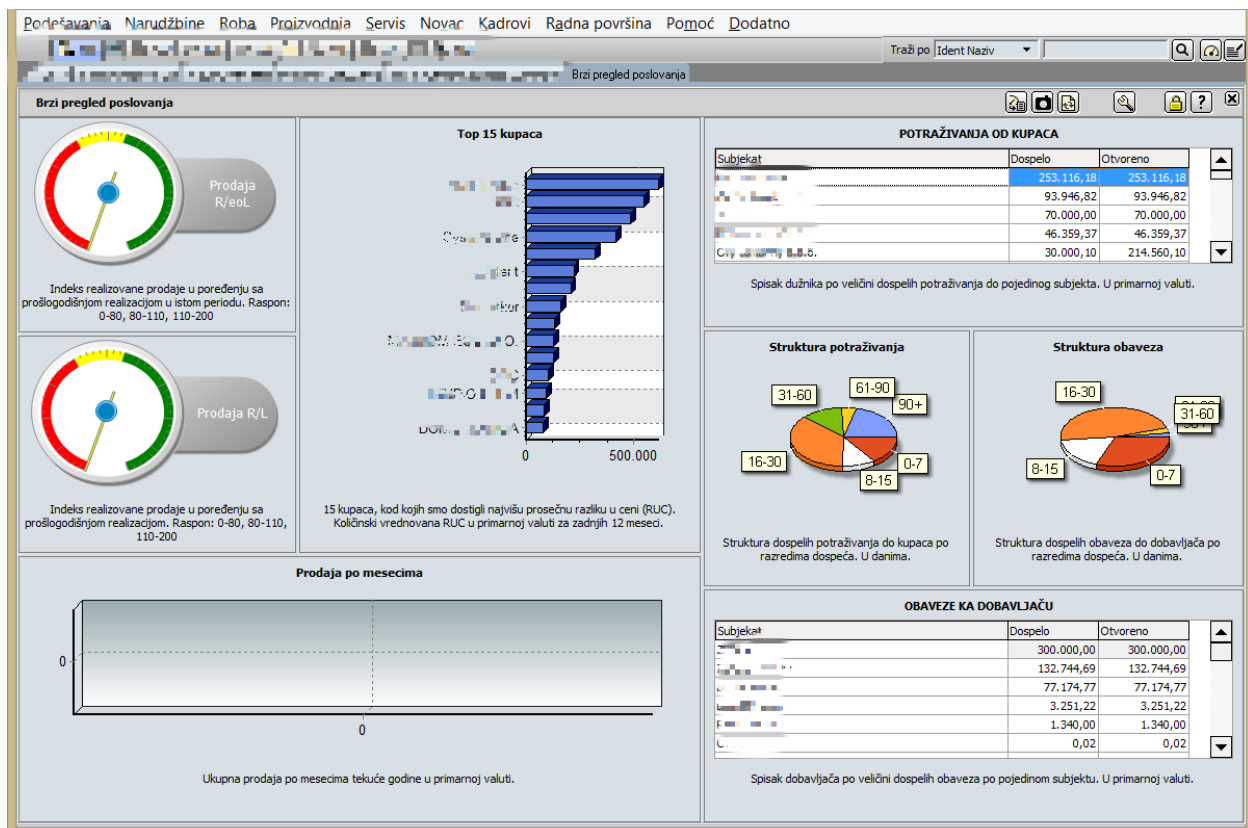 Podešavanja Narudžbine Roba Proizvodnja Servis Novac Kadrovi Radna površina Pomoć Dodatno
Traži po Ident Naziv
Brzi pregled poslovanja
Brzi pregled poslovanja
Prodaja
R/eoL
Indeks realizovane prodaje u poređenju sa
prošlogodišnjom realizacijom u istom periodu. Raspon:
0-80, 80-110, 110-200
Prodaja R/L
Indeks realizovane prodaje u poređenju sa
prošlogodišnjom realizacijom. Raspon: 0-80, 80-110,
110-200
Top 15 kupaca
0 500.000
15 kupaca, kod kojih smo dostigli najvišu prosečnu razliku u ceni (RUC).
Količinski vrednovana RUC u primarnoj valuti za zadnjih 12 meseci.
POTRAŽIVANJA OD KUPACA
Subjekat Dospelo Otvoreno
253.116,18 253.116,18
93.946,82 93.946,82
70.000,00 70.000,00
46.359,37 46.359,37
30.000,10 214.560,10
Spisak dužnika po veličini dospelih potraživanja do pojedinog subjekta. U primarnoj valuti.
Struktura potraživanja
31-60
61-90
90+
16-30
0-7
8-15
Struktura dospelih potraživanja do kupaca po
razredima dospeća. U danima.
Struktura obaveza
16-30
31-60
8-15
0-7
Struktura dospelih obaveza do dobavljača po
razredima dospeća. U danima.
Prodaja po mesecima
0
0
Ukupna prodaja po mesecima tekuće godine u primarnoj valuti.
OBAVEZE KA DOBAVLJAČU
Subjekat Dospelo Otvoreno
300.000,00 300.000,00
132.744,69 132.744,69
77.174,77 77.174,77
3.251,22 3.251,22
1.340,00 1.340,00
0,02 0,02
Spisak dobavljača po veličini dospelih obaveza po pojedinom subjektu. U primarnoj valuti.